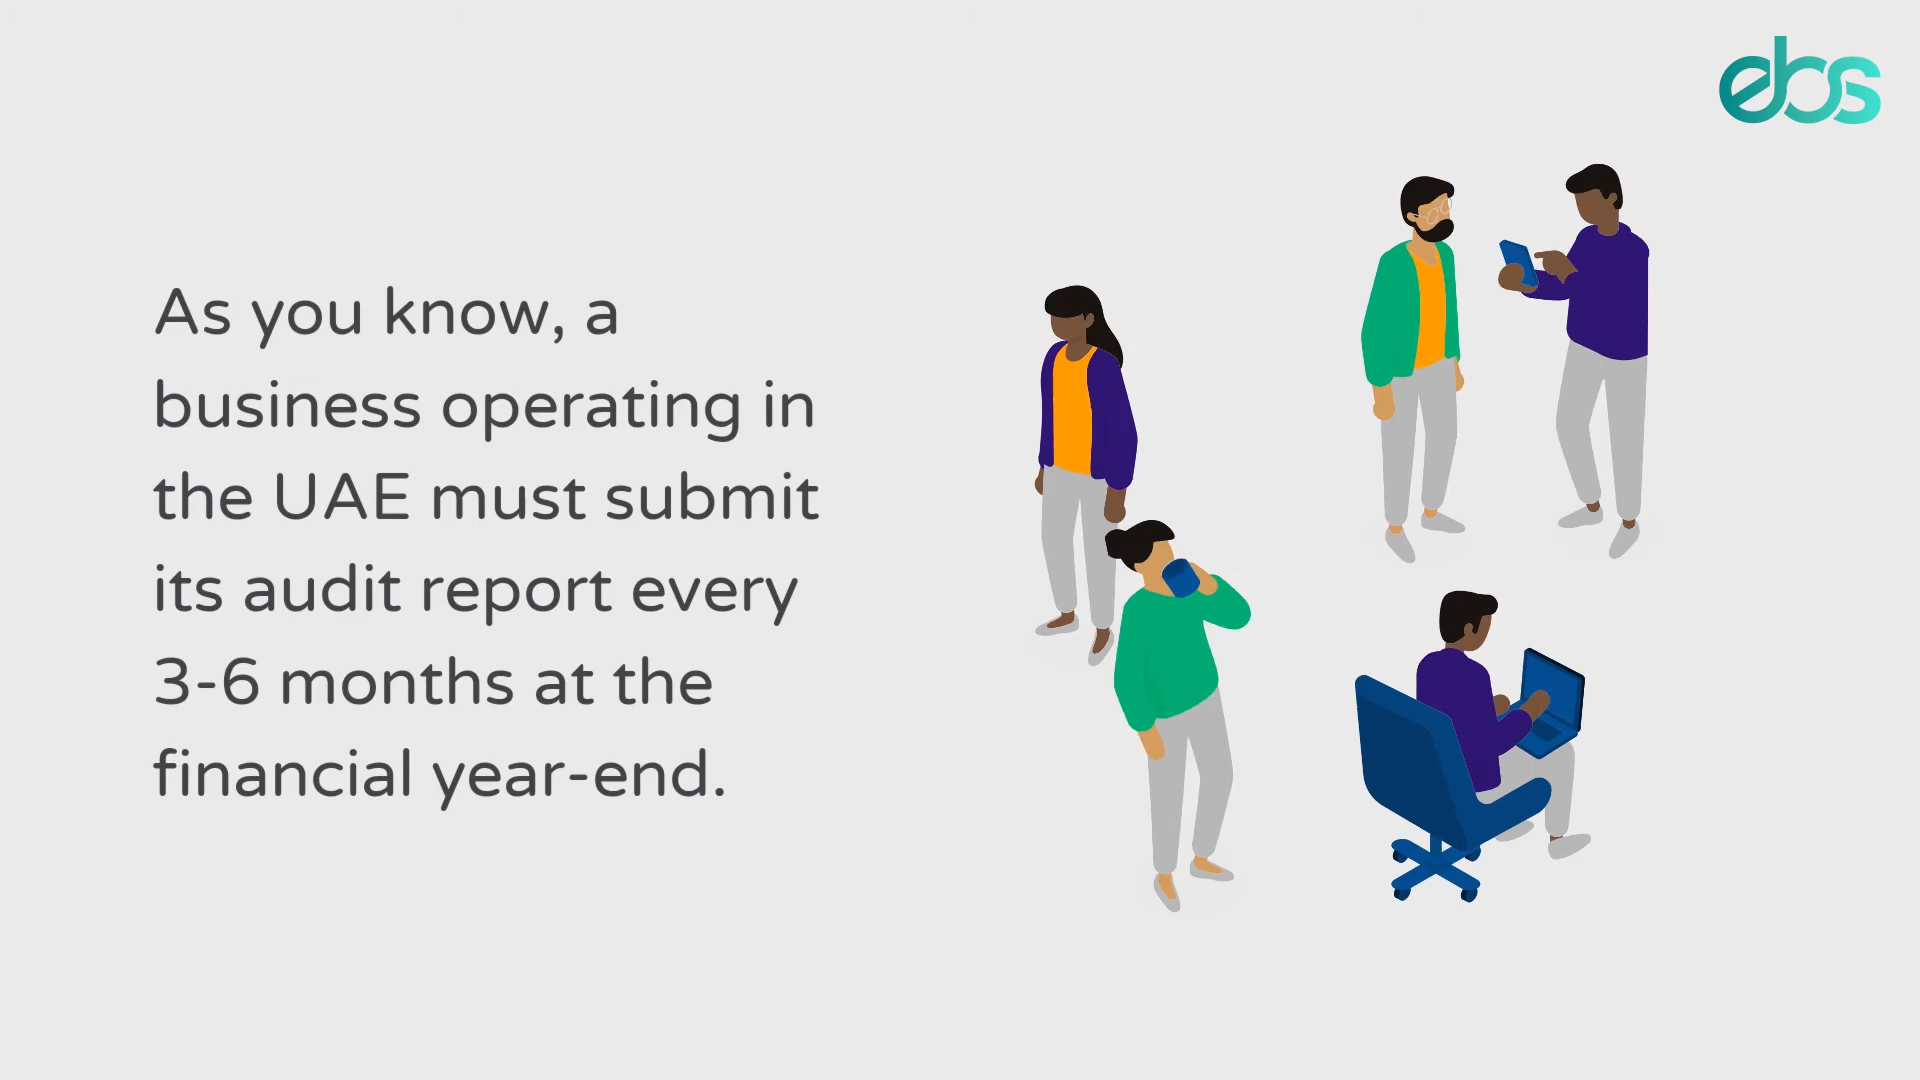 ebs
As you know, a
business operating in
the UAE must submit
its audit report every
3-6 months at the
financial year-end.